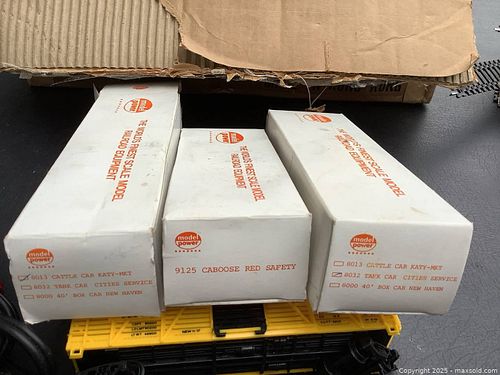 model
power
THE WORLD'S FINEST SCALE MODEL
RAILROAD EQUIPMENT
model
power
THE WORLD'S FINEST SCALE MODEL
RAILROAD EQUIPMENT
model
power
THE WORLD'S FINEST SCALE MODEL
RAILROAD EQUIPMENT
model
power
8013 CATTLE CAR KATY-MKT
8012 TANK CAR CITIES SERVICE
8000 40' BOX CAR NEW HAVEN
model
power
9125 CABOOSE RED SAFETY
model
power
8013 CATTLE CAR KATY-MKT
8012 TANK CAR CITIES SERVICE
8000 40' BOX CAR NEW HAVEN
Copyright 2025 - maxsold.com